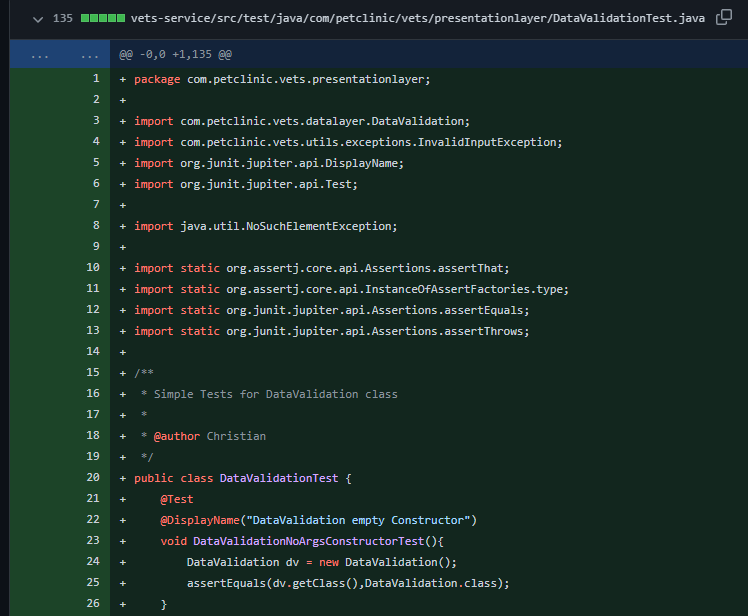 135 vets-service/src/test/java/com/petclinic/vets/presentationlayer/DataValidationTest.java
... ... @@ -0,0 +1,135 @@
1 + package com.petclinic.vets.presentationlayer;
2 +
3 + import com.petclinic.vets.datalayer.DataValidation;
4 + import com.petclinic.vets.utils.exceptions.InvalidInputException;
5 + import org.junit.jupiter.api.DisplayName;
6 + import org.junit.jupiter.api.Test;
7 +
8 + import java.util.NoSuchElementException;
9 +
10 + import static org.assertj.core.api.Assertions.assertThat;
11 + import static org.assertj.core.api.InstanceOfAssertFactories.type;
12 + import static org.junit.jupiter.api.Assertions.assertEquals;
13 + import static org.junit.jupiter.api.Assertions.assertThrows;
14 +
15 + /**
16 +  * Simple Tests for DataValidation class
17 +  *
18 +  * @author Christian
19 +  */
20 + public class DataValidationTest {
21 +     @Test
22 +     @DisplayName("DataValidation empty Constructor")
23 +     void DataValidationNoArgsConstructorTest(){
24 +         DataValidation dv = new DataValidation();
25 +         assertEquals(dv.getClass(),DataValidation.class);
26 +     }